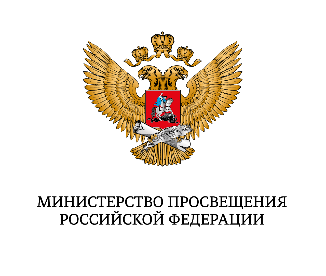 МИНИСТЕРСТВО ПРОСВЕЩЕНИЯ
РОССИЙСКОЙ ФЕДЕРАЦИИ